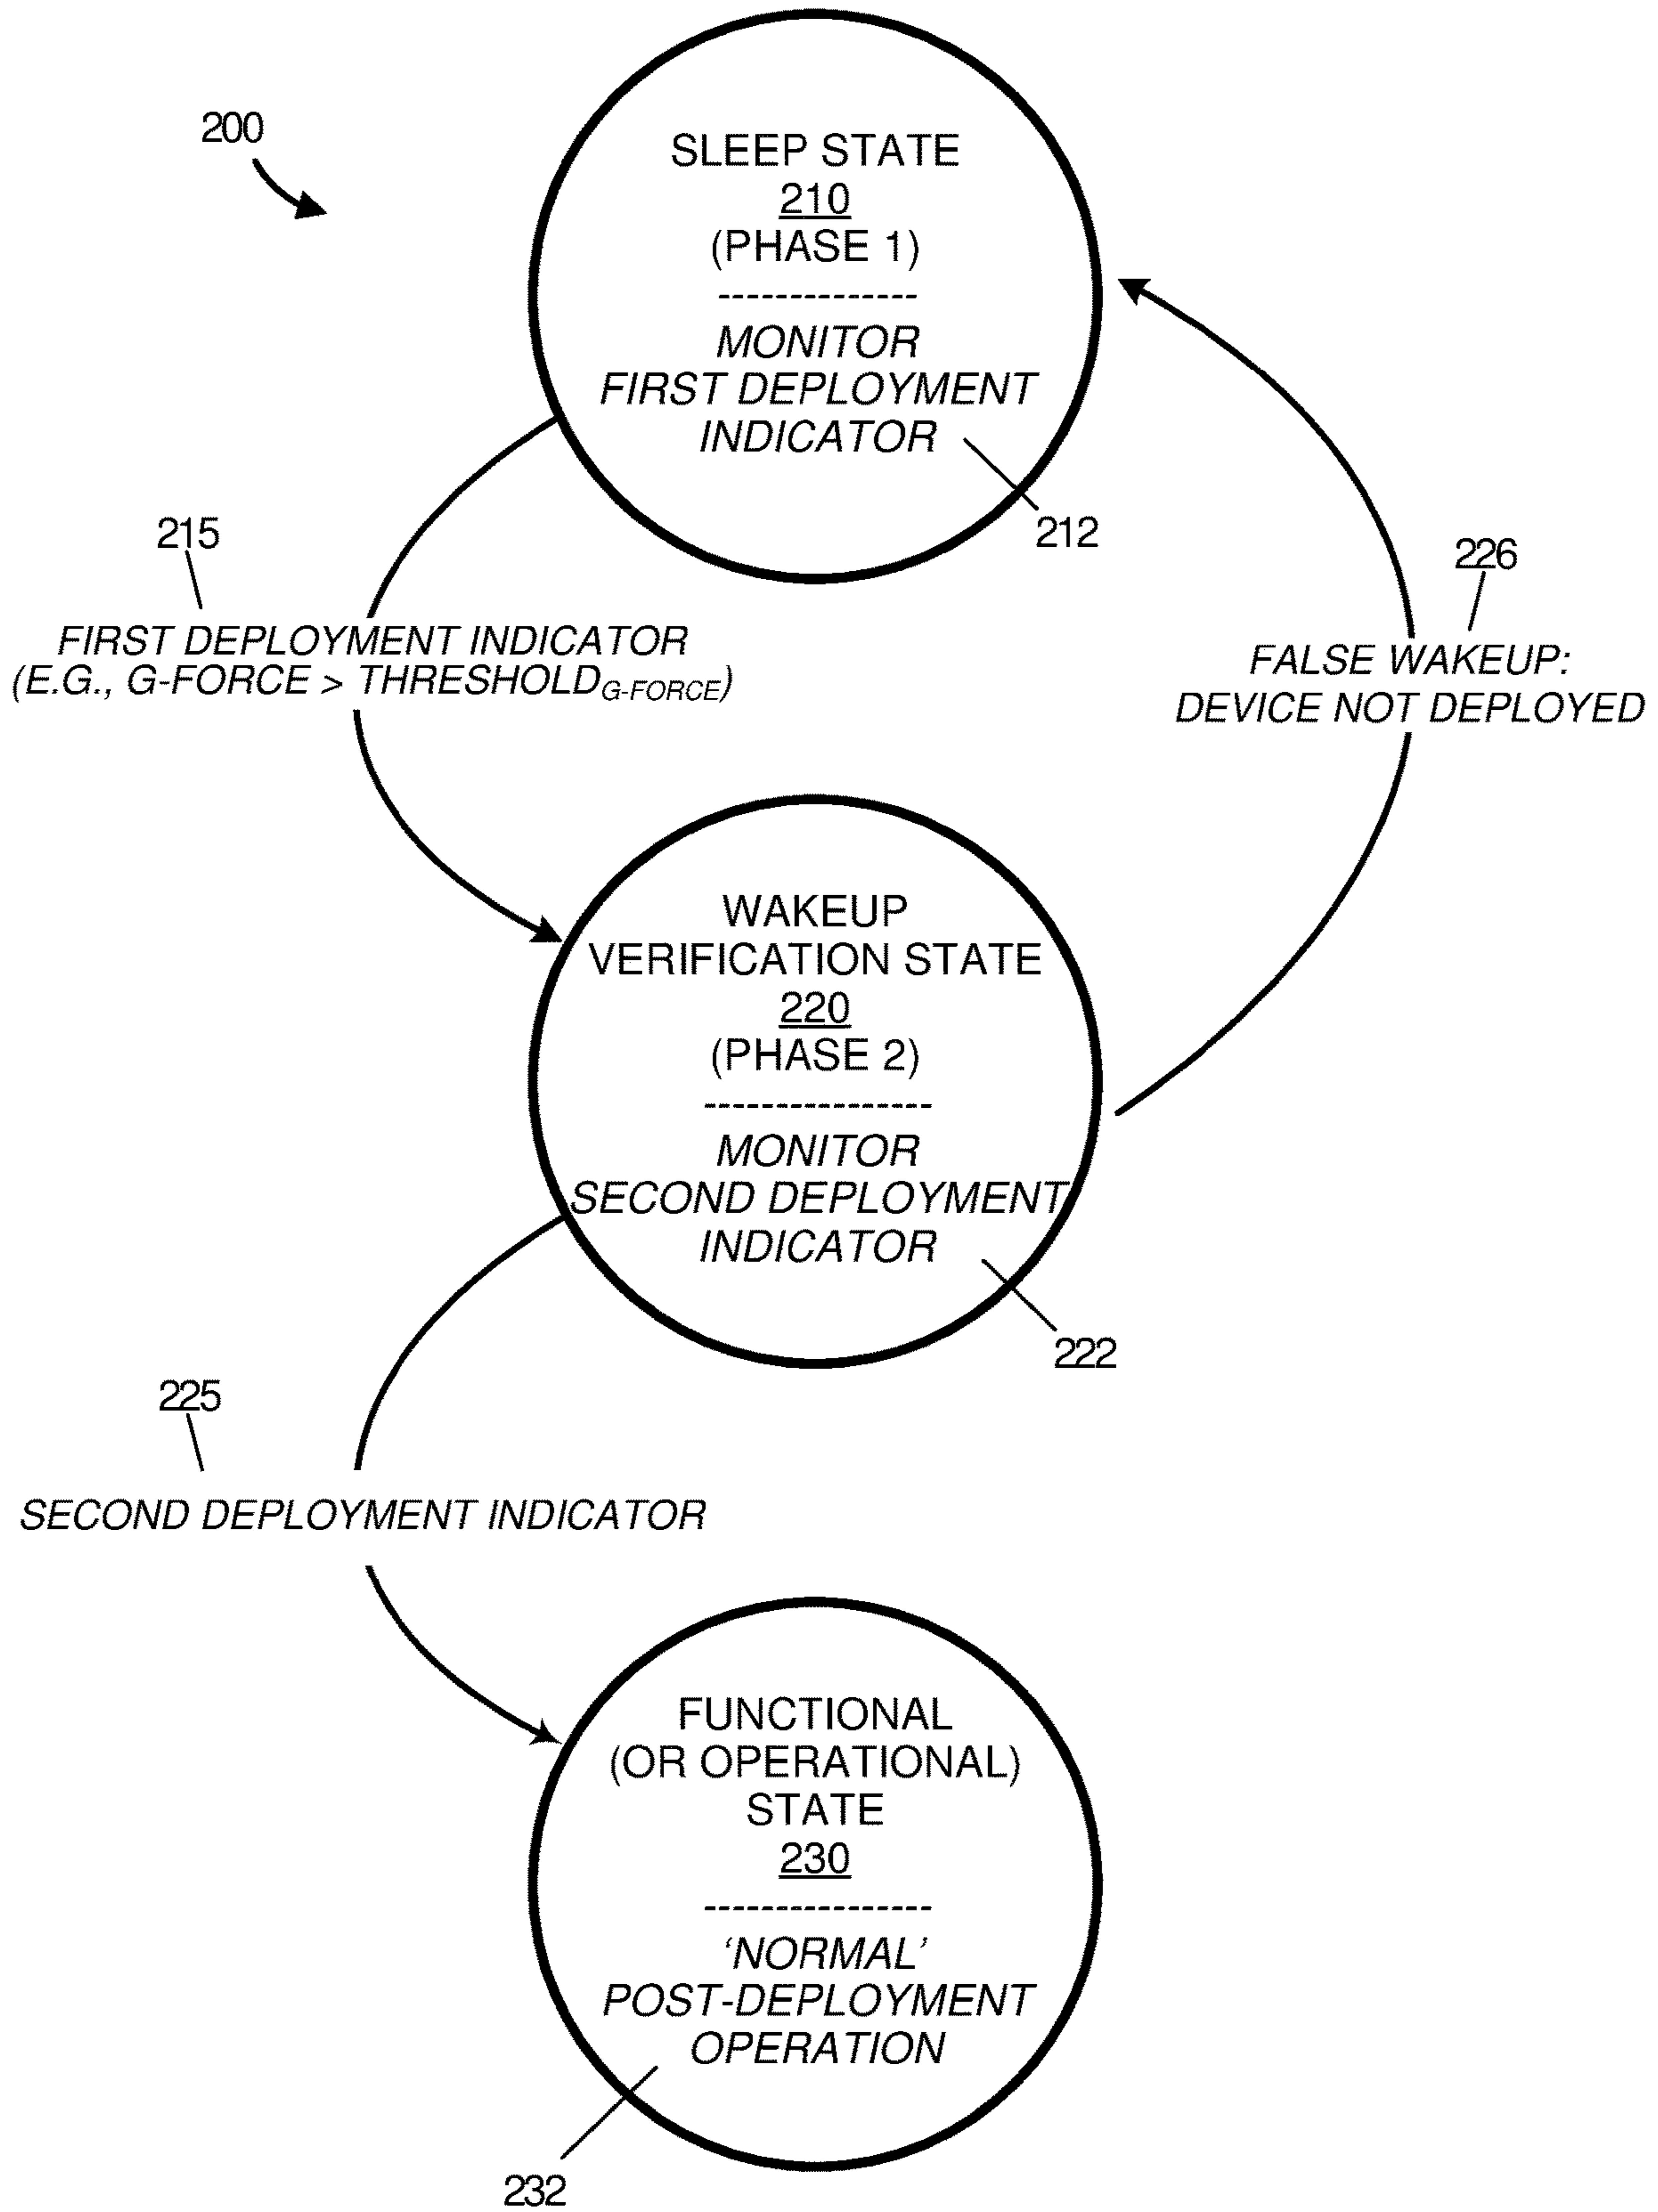 200
SLEEP STATE
210
(PHASE 1)
--------------
MONITOR
FIRST DEPLOYMENT
INDICATOR
212
215
FIRST DEPLOYMENT INDICATOR
(E.G., G-FORCE > THRESHOLDG-FORCE)
226
FALSE WAKEUP:
DEVICE NOT DEPLOYED
WAKEUP
VERIFICATION STATE
220
(PHASE 2)
----------------
MONITOR
SECOND DEPLOYMENT
INDICATOR
222
225
SECOND DEPLOYMENT INDICATOR
FUNCTIONAL
(OR OPERATIONAL)
STATE
230
----------------
‘NORMAL’
POST-DEPLOYMENT
OPERATION
232